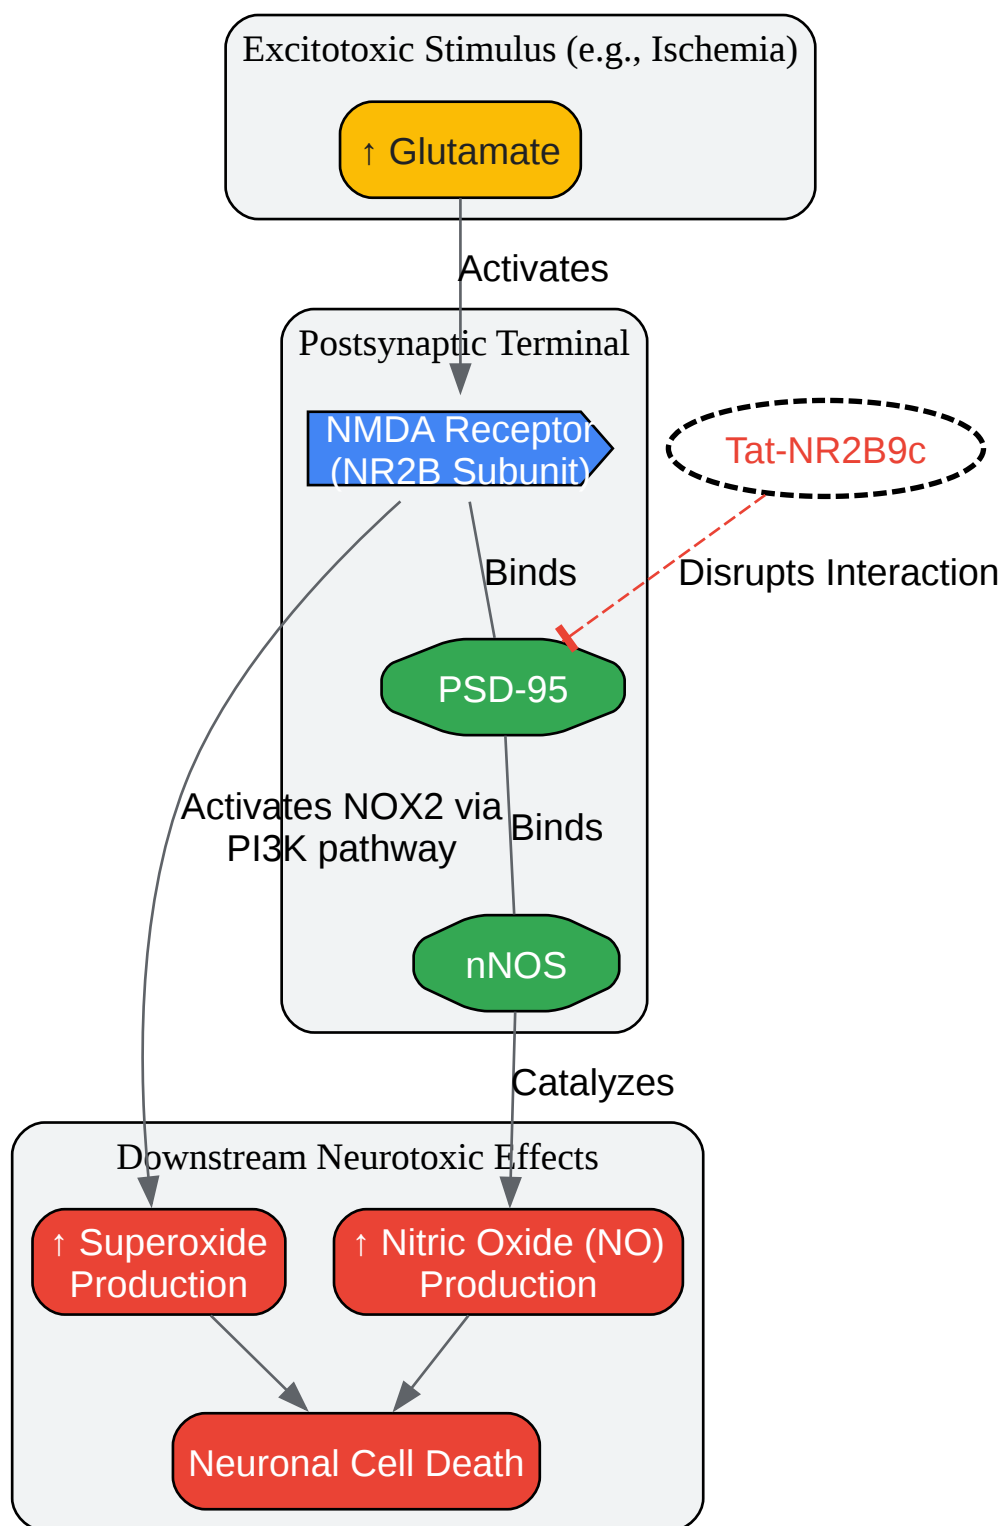 Excitotoxic Stimulus (e.g., Ischemia)
↑ Glutamate
Activates
Postsynaptic Terminal
NMDA Receptor
(NR2B Subunit)
Tat-NR2B9c
Binds
Disrupts Interaction
PSD-95
Activates NOX2 via
PI3K pathway
Binds
nNOS
Catalyzes
Downstream Neurotoxic Effects
↑ Superoxide
Production
↑ Nitric Oxide (NO)
Production
Neuronal Cell Death